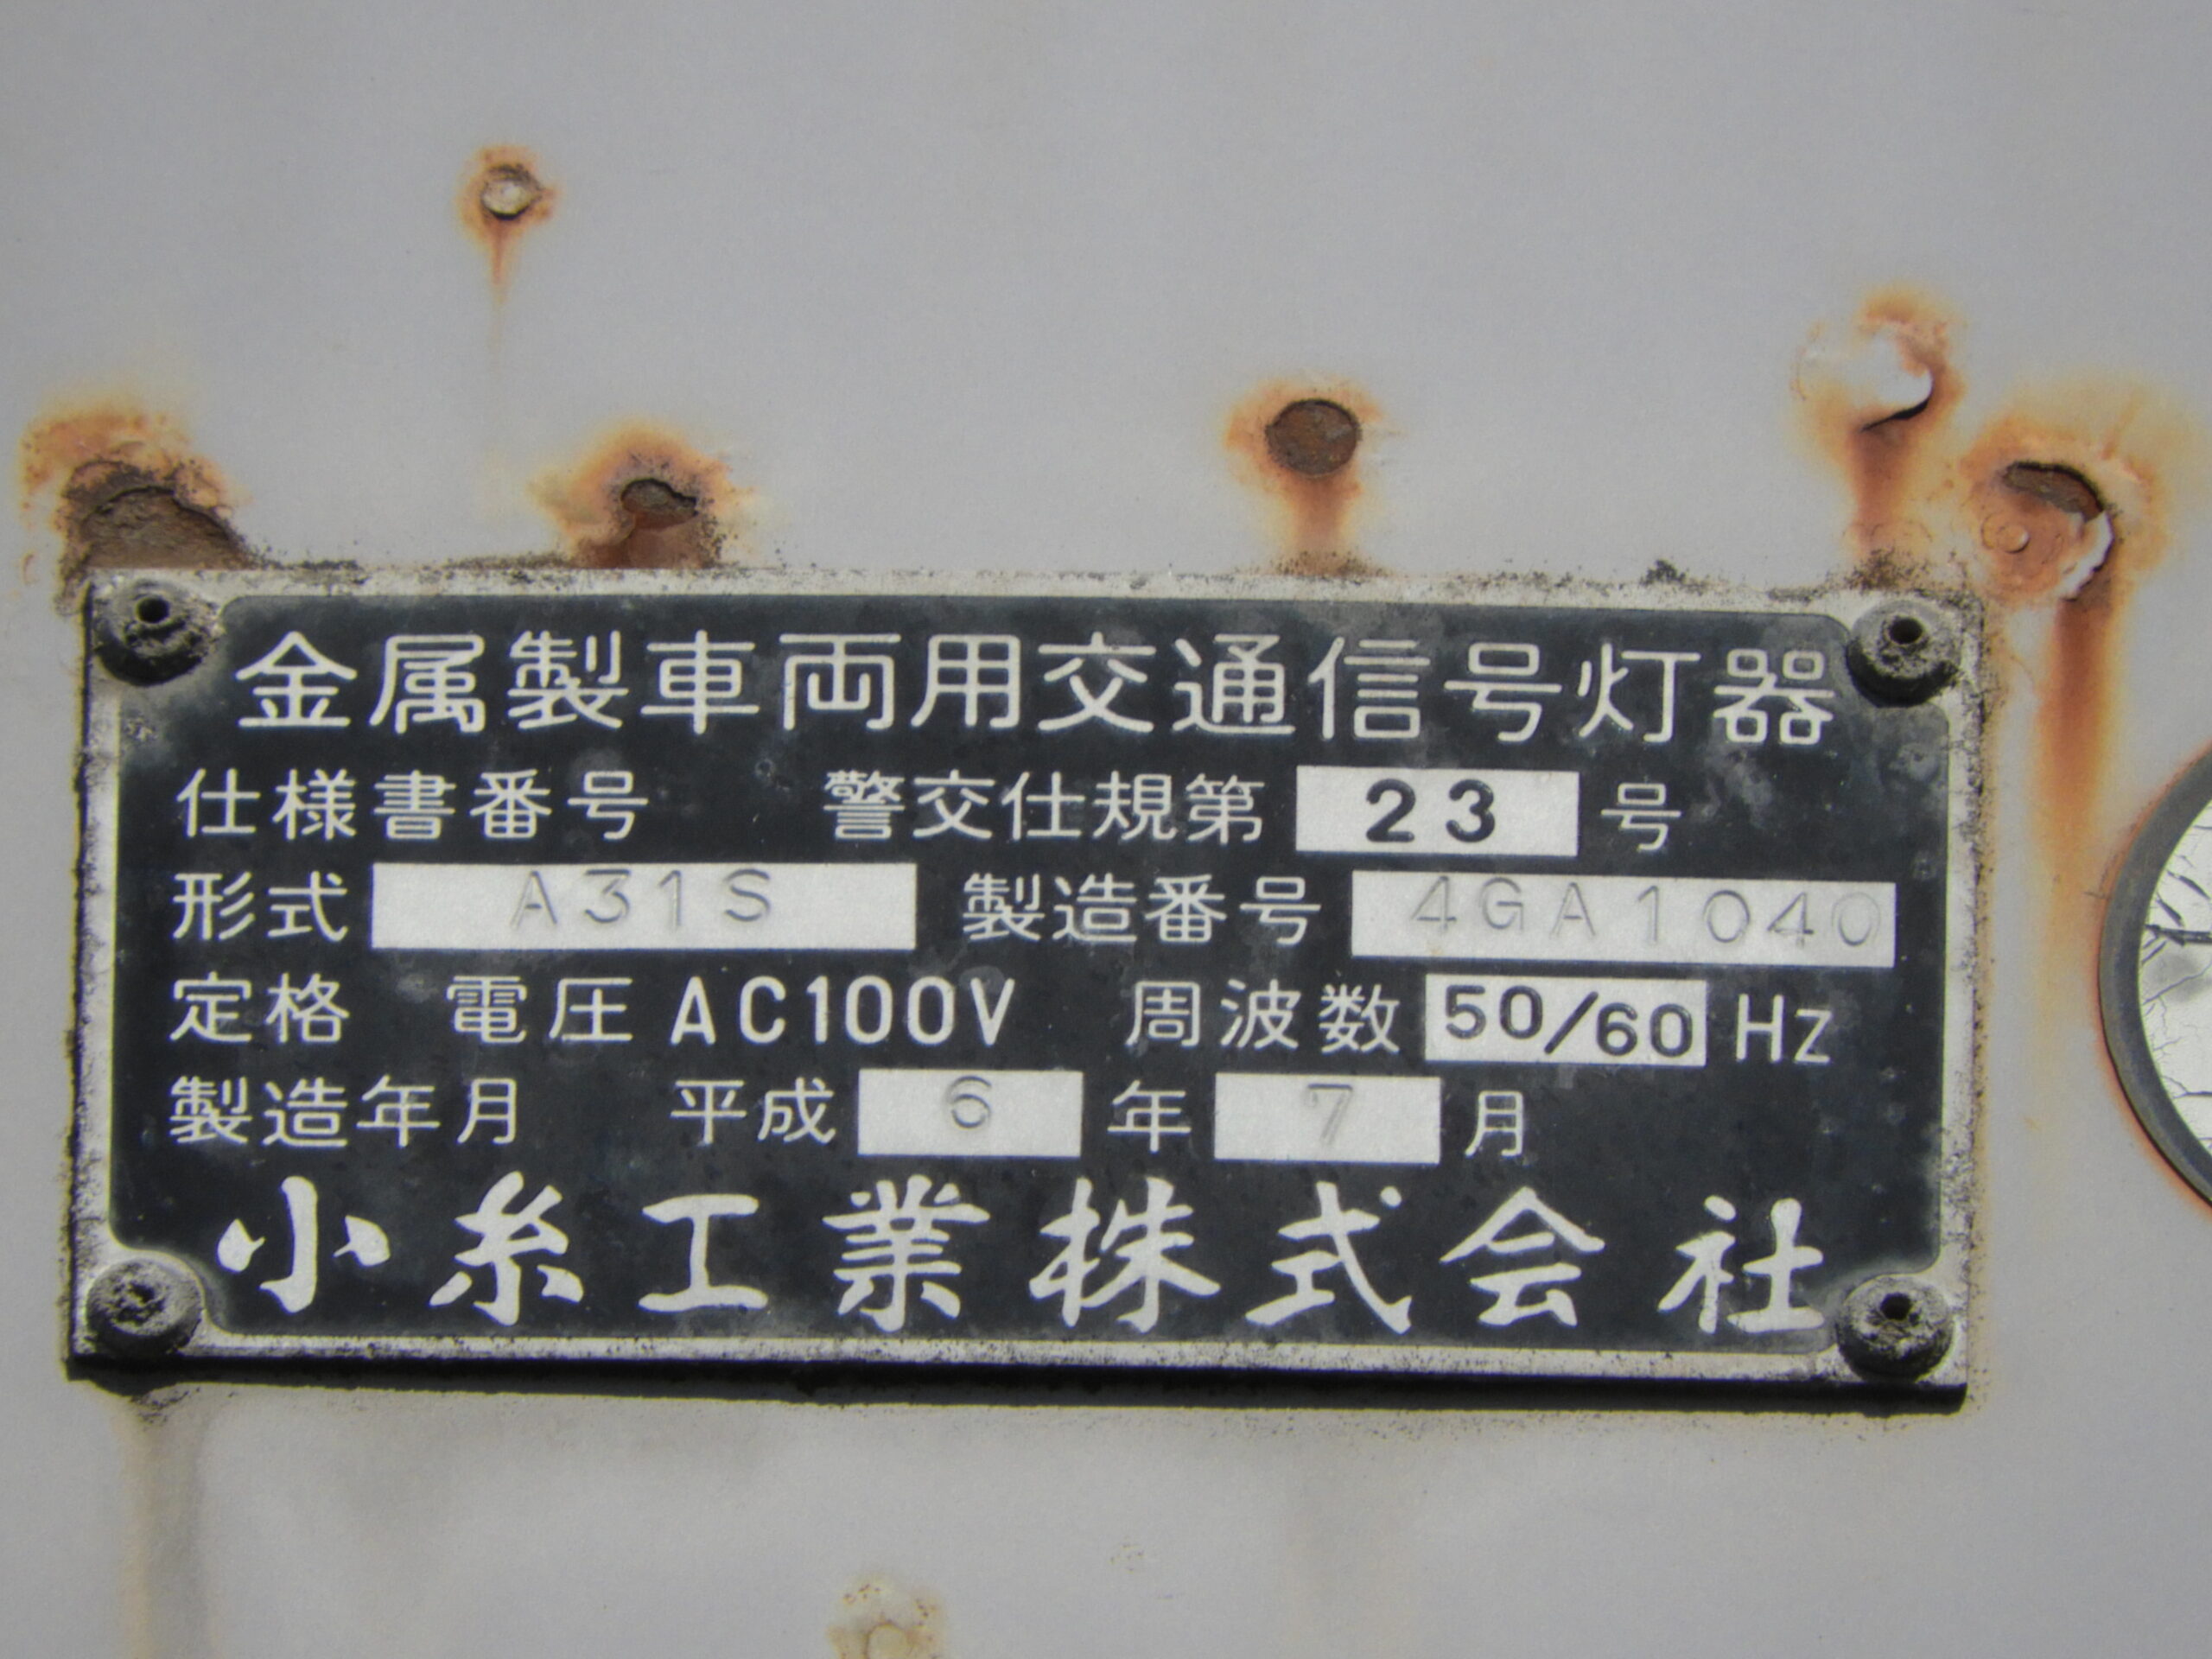 金属製車両用交通信号灯器
仕様書番号 警交仕規第 23 号
形式 A31S 製造番号 4GA1040
定格 電圧 AC100V 周波数 50/60 Hz
製造年月 平成 6 年 7 月
小糸工業株式会社